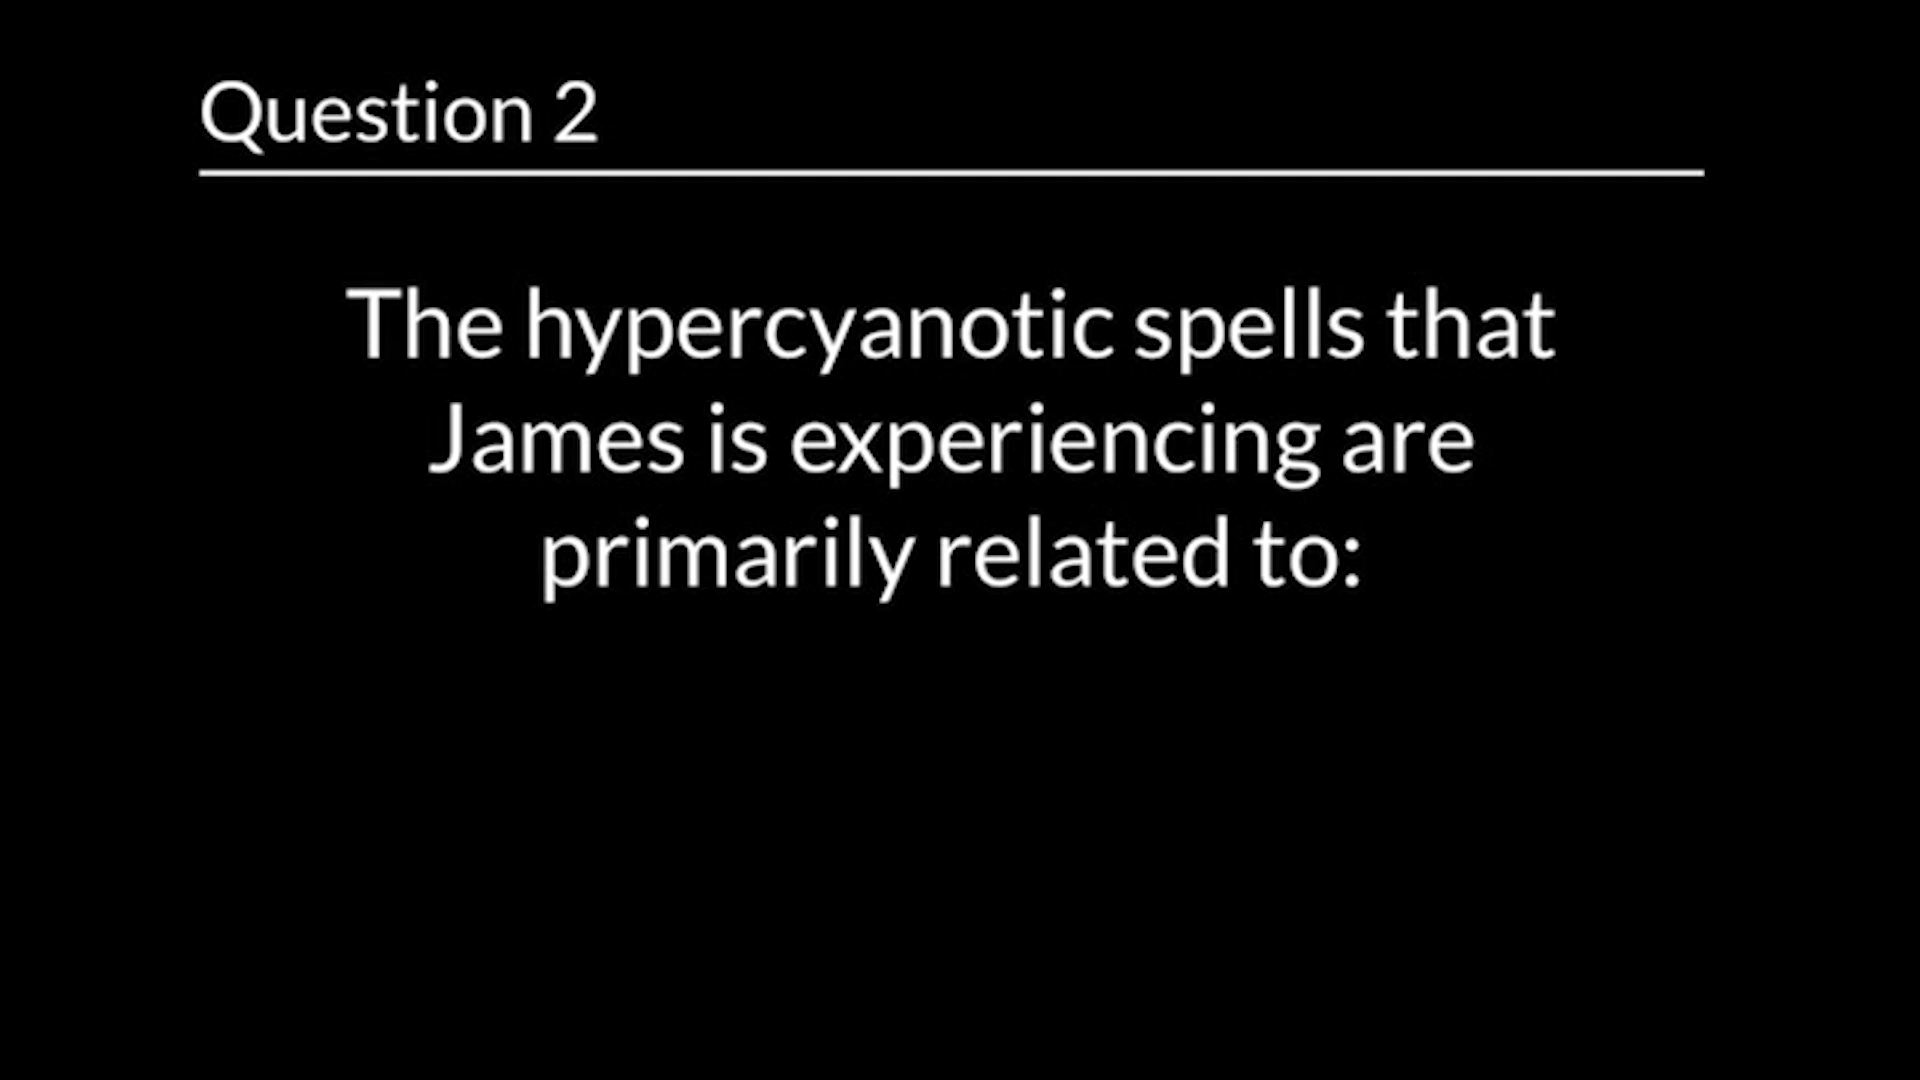 Question 2
The hypercyanotic spells that
James is experiencing are
primarily related to: